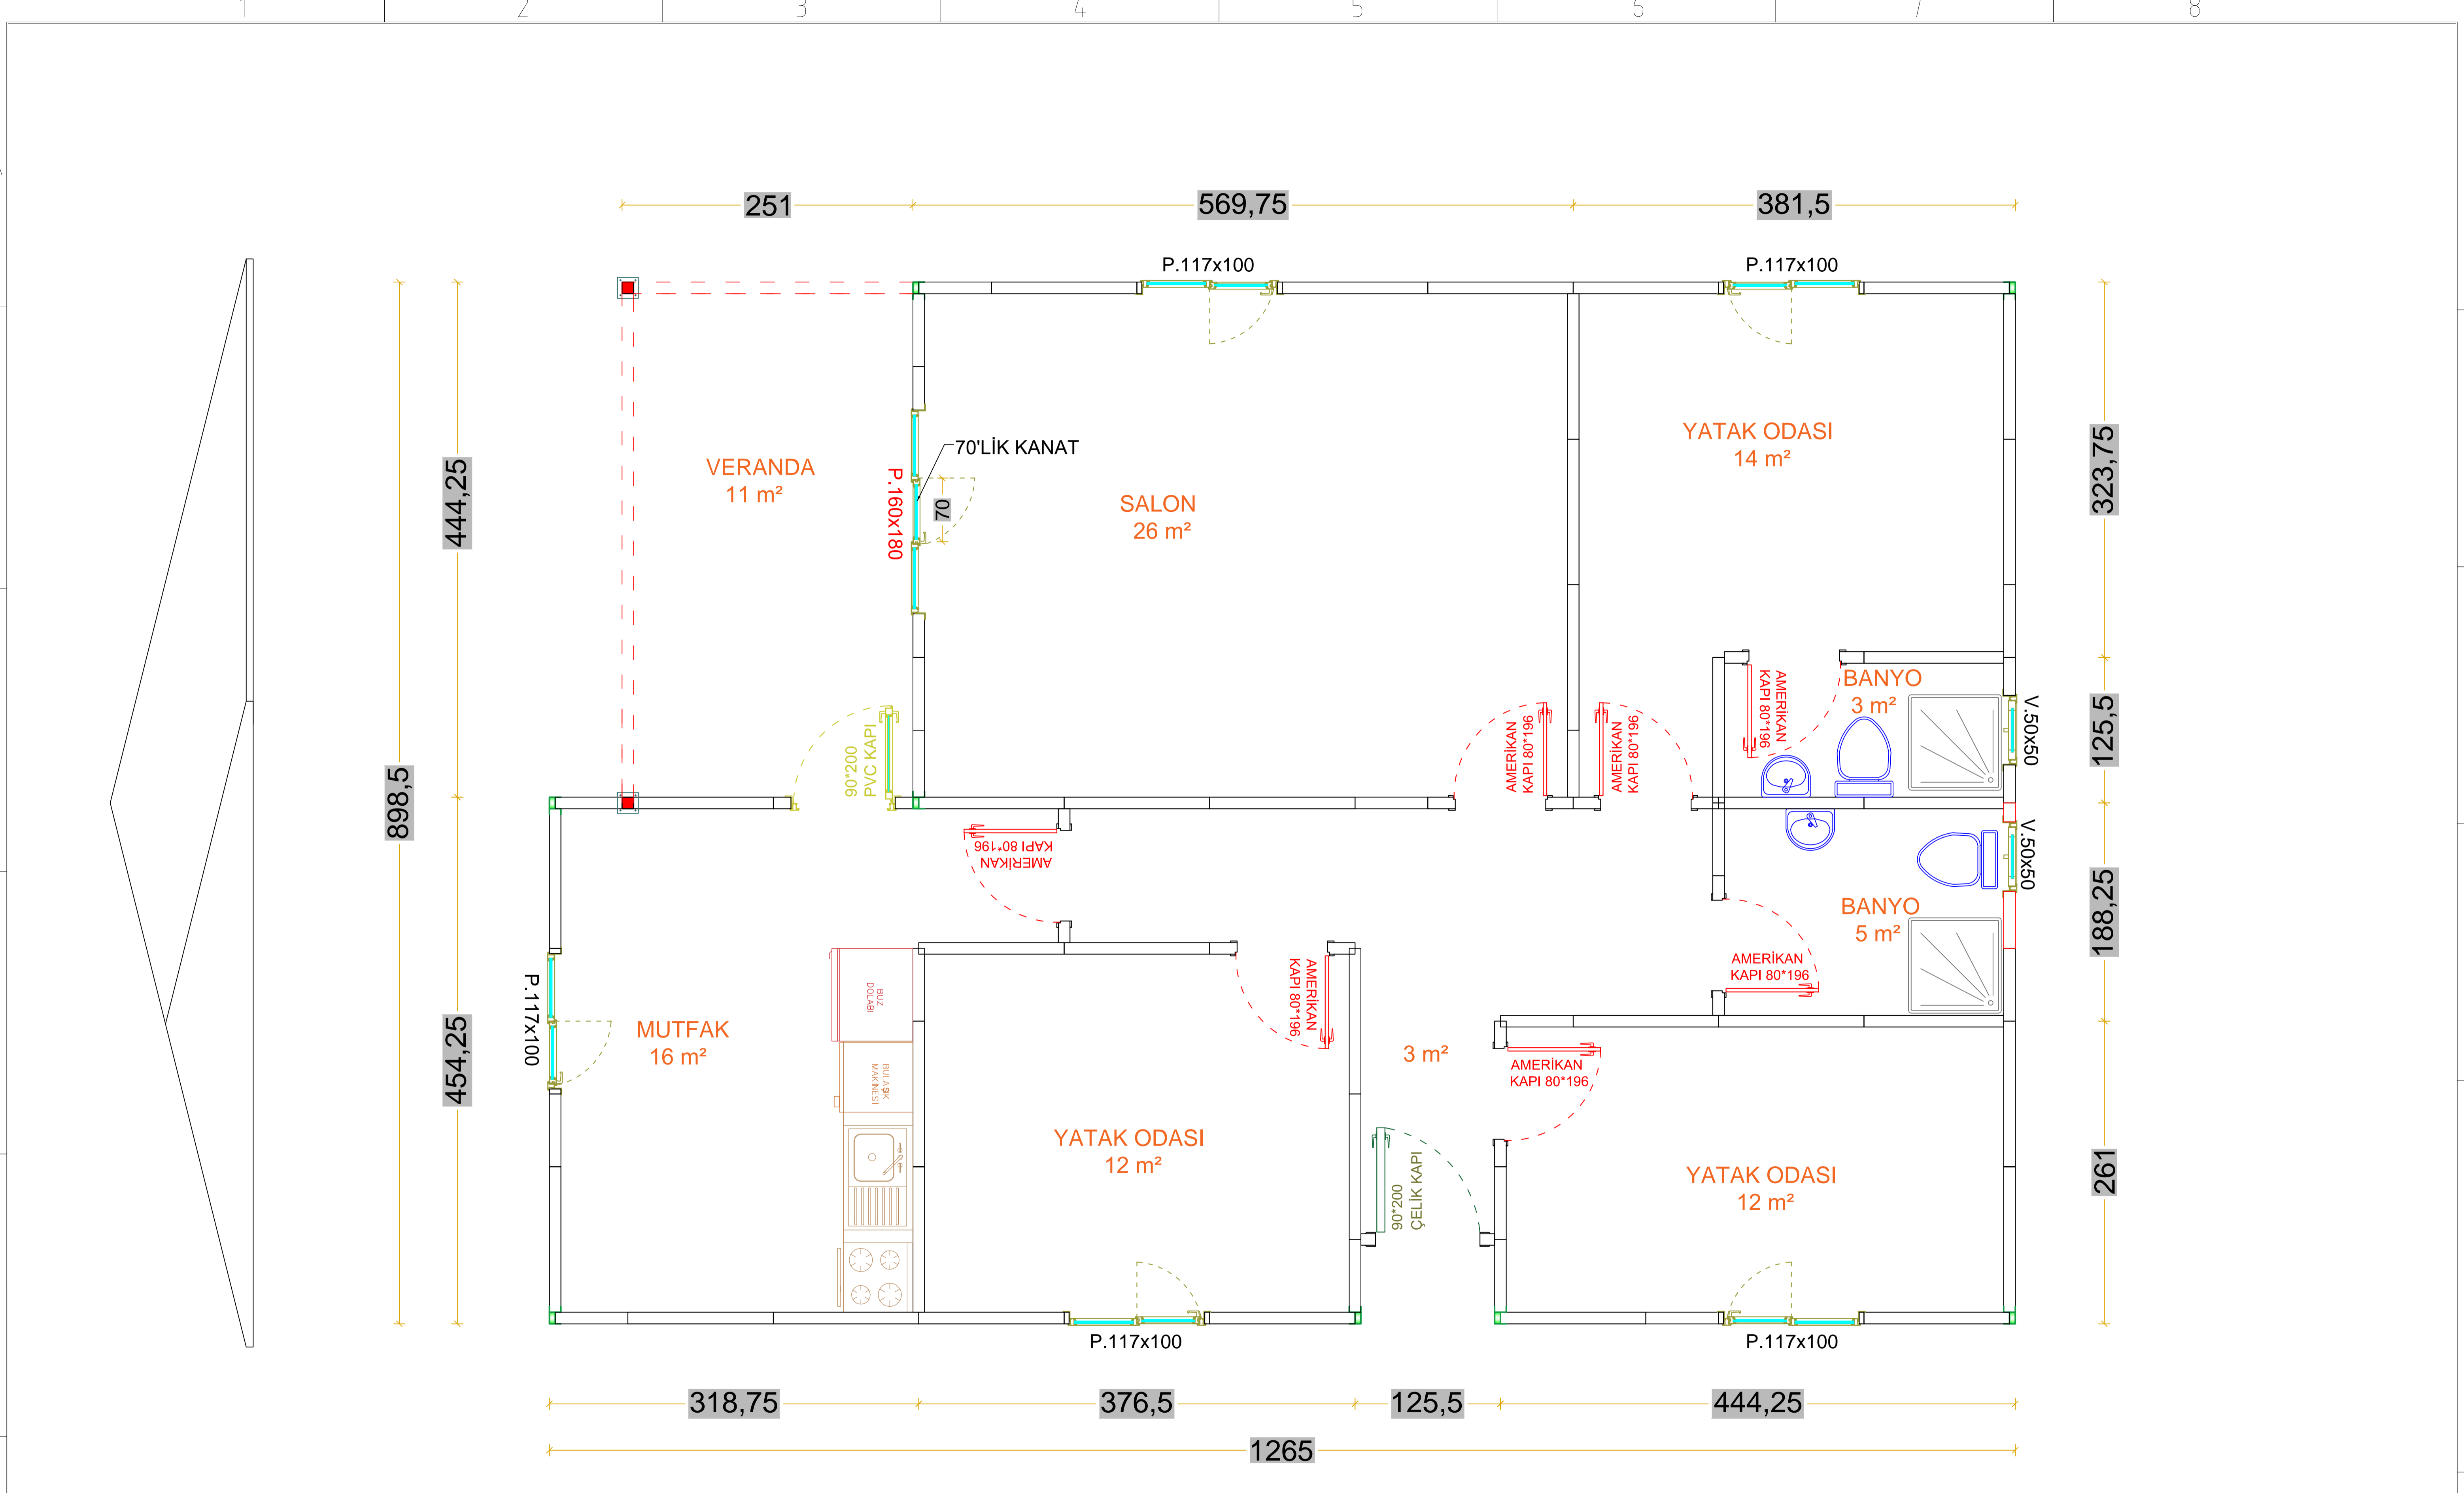 1 2 3 4 5 6 7 8
251 569,75 381,5
P.117x100 P.117x100
898,5
444,25
454,25
VERANDA
11 m²
P.160x180
70'LİK KANAT
70
SALON
26 m²
YATAK ODASI
14 m²
323,75
125,5
188,25
261
90*200
PVC KAPI
AMERİKAN
KAPI 80*196
AMERİKAN
KAPI 80*196
AMERİKAN
KAPI 80*196
BANYO
3 m²
V.50x50
AMERİKAN
KAPI 80*196
V.50x50
BANYO
5 m²
AMERİKAN
KAPI 80*196
P.117x100
MUTFAK
16 m²
BUZ
DOLABI
BULAŞIK
MAKİNESİ
AMERİKAN
KAPI 80*196
3 m²
AMERİKAN
KAPI 80*196
YATAK ODASI
12 m²
90*200
ÇELİK KAPI
YATAK ODASI
12 m²
P.117x100 P.117x100
318,75 376,5 125,5 444,25
1265